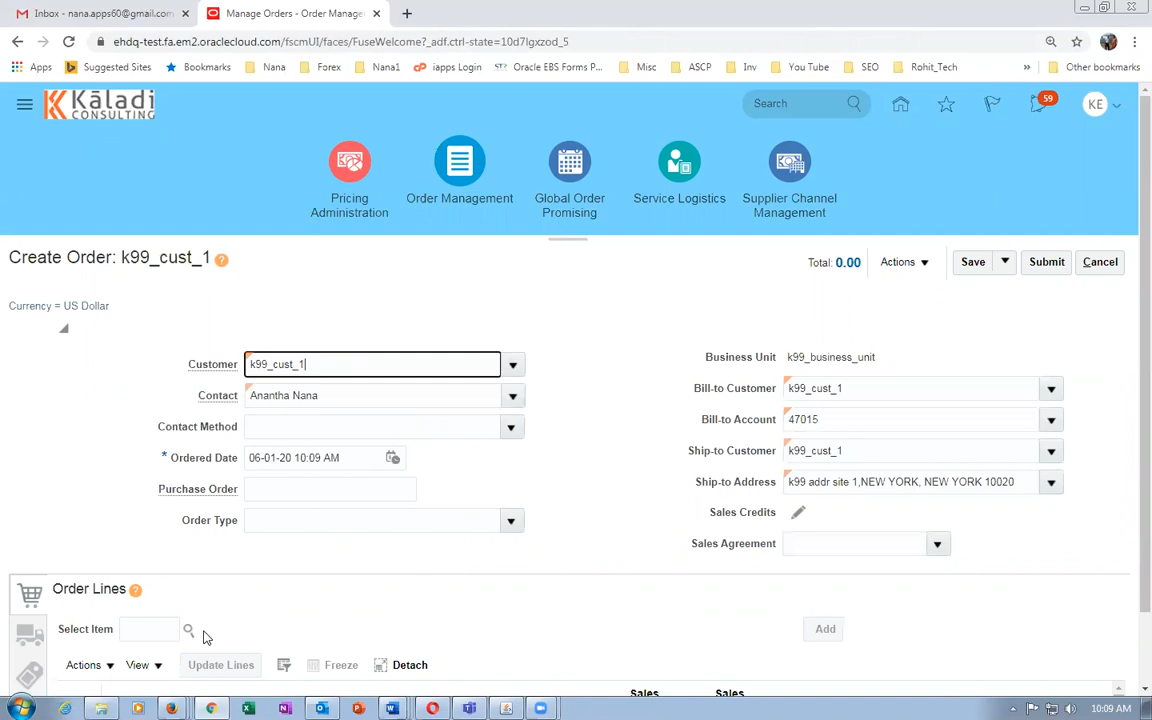 Inbox - nana.apps60@gmail.com
Manage Orders - Order Manage
ehdq-test.fa.em2.oraclecloud.com/fscmUI/faces/FuseWelcome?_adf.ctrl-state=10d7lgxzod_5
Apps Suggested Sites Bookmarks Nana Forex Nana1 iapps Login Oracle EBS Forms P... Misc ASCP Inv You Tube SEO Rohit_Tech » Other bookmarks
Kāladi
CONSULTING
Search
59
KE
Pricing Administration
Order Management
Global Order Promising
Service Logistics
Supplier Channel Management
Create Order: k99_cust_1 ?
Total: 0.00 Actions Save Submit Cancel
Currency = US Dollar
Customer k99_cust_1
Contact Anantha Nana
Contact Method
* Ordered Date 06-01-20 10:09 AM
Purchase Order
Order Type
Business Unit k99_business_unit
Bill-to Customer k99_cust_1
Bill-to Account 47015
Ship-to Customer k99_cust_1
Ship-to Address k99 addr site 1,NEW YORK, NEW YORK 10020
Sales Credits
Sales Agreement
Order Lines ?
Select Item Add
Actions View Update Lines Freeze Detach
Sales Sales
10:09 AM